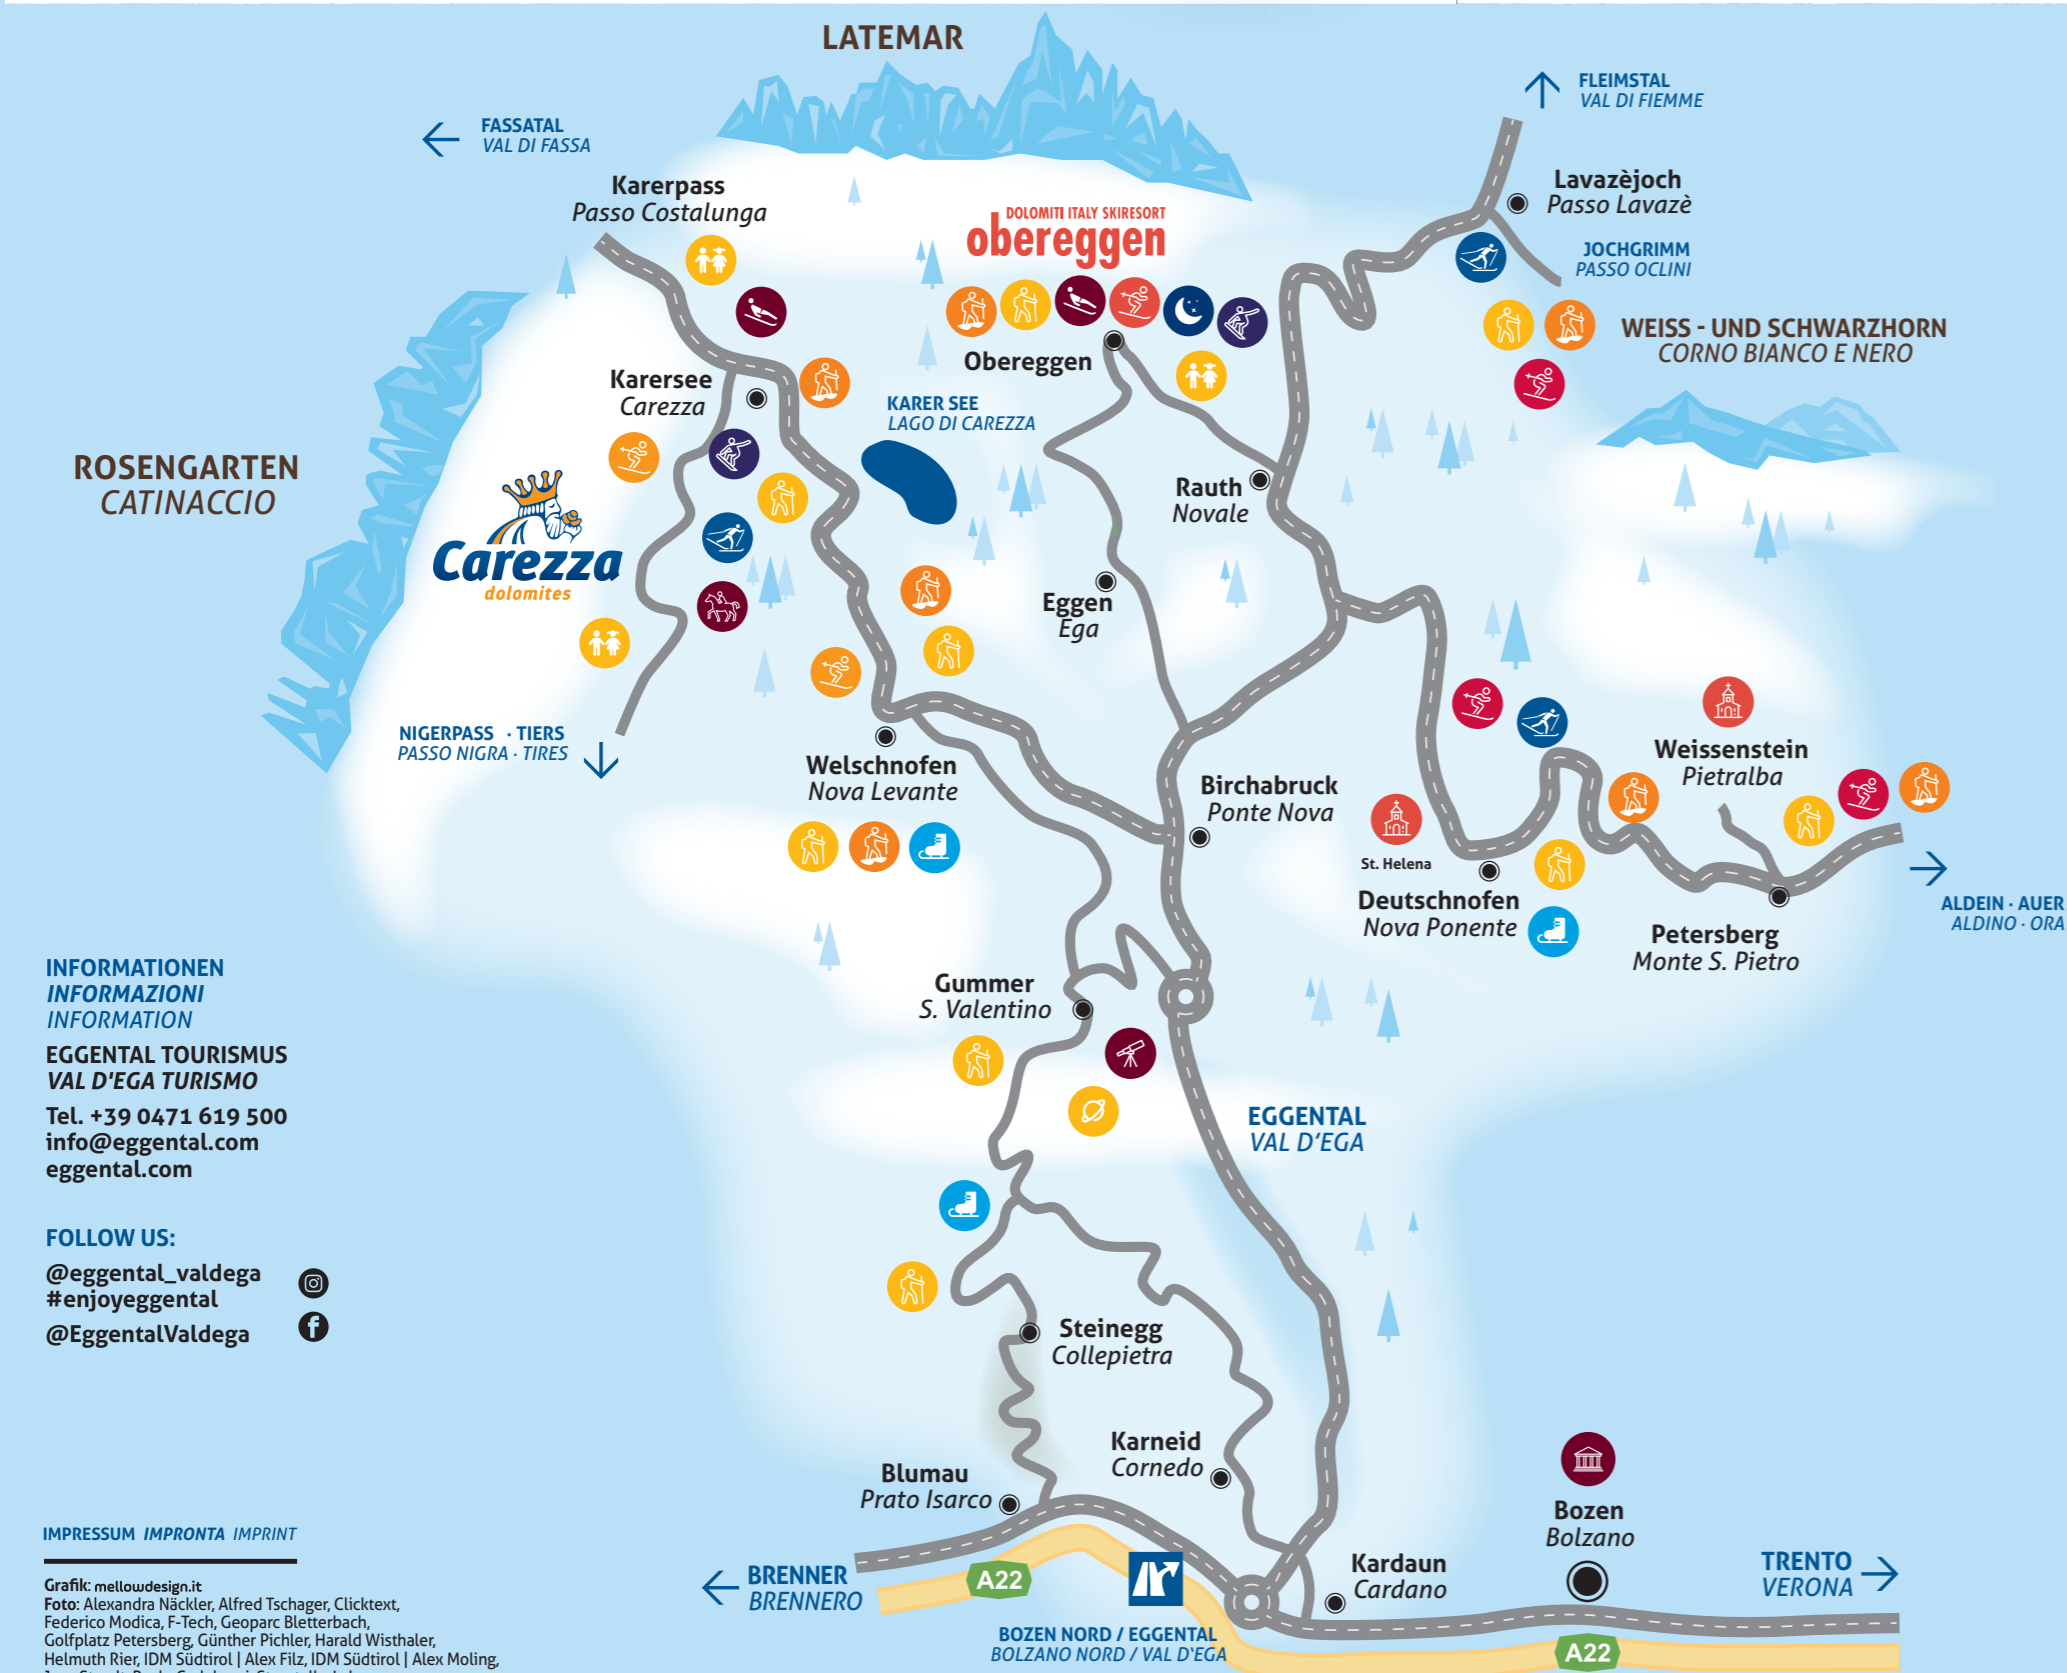 LATEMAR
FLEIMSTAL
VAL DI FIEMME
FASSATAL
VAL DI FASSA
Karerpass
Passo Costalunga
Lavazèjoch
Passo Lavazè
DOLOMITI ITALY SKIRESORT
obereggen
JOCHGRIMM
PASSO OCLINI
WEISS - UND SCHWARZHORN
CORNO BIANCO E NERO
Obereggen
Karersee
Carezza
KARER SEE
LAGO DI CAREZZA
ROSENGARTEN
CATINACCIO
Rauth
Novale
Carezza
dolomites
Eggen
Ega
NIGERPASS · TIERS
PASSO NIGRA · TIRES
Welschnofen
Nova Levante
Birchabruck
Ponte Nova
Weissenstein
Pietralba
St. Helena
Deutschnofen
Nova Ponente
Petersberg
Monte S. Pietro
ALDEIN · AUER
ALDINO · ORA
INFORMATIONEN
INFORMAZIONI
INFORMATION
EGGENTAL TOURISMUS
VAL D'EGA TURISMO
Tel. +39 0471 619 500
info@eggental.com
eggental.com
Gummer
S. Valentino
EGGENTAL
VAL D'EGA
FOLLOW US:
@eggental_valdega
#enjoyeggental
@EggentalValdega
Steinegg
Collepietra
Karneid
Cornedo
Blumau
Prato Isarco
Bozen
Bolzano
Kardaun
Cardano
TRENTO
VERONA
BRENNER
BRENNERO
A22
BOZEN NORD / EGGENTAL
BOLZANO NORD / VAL D'EGA
A22
IMPRESSUM IMPRONTA IMPRINT
Grafik: mellowdesign.it
Foto: Alexandra Näckler, Alfred Tschager, Clicktext,
Federico Modica, F-Tech, Geoparc Bletterbach,
Golfplatz Petersberg, Günther Pichler, Harald Wisthaler,
Helmuth Rier, IDM Südtirol | Alex Filz, IDM Südtirol | Alex Moling,